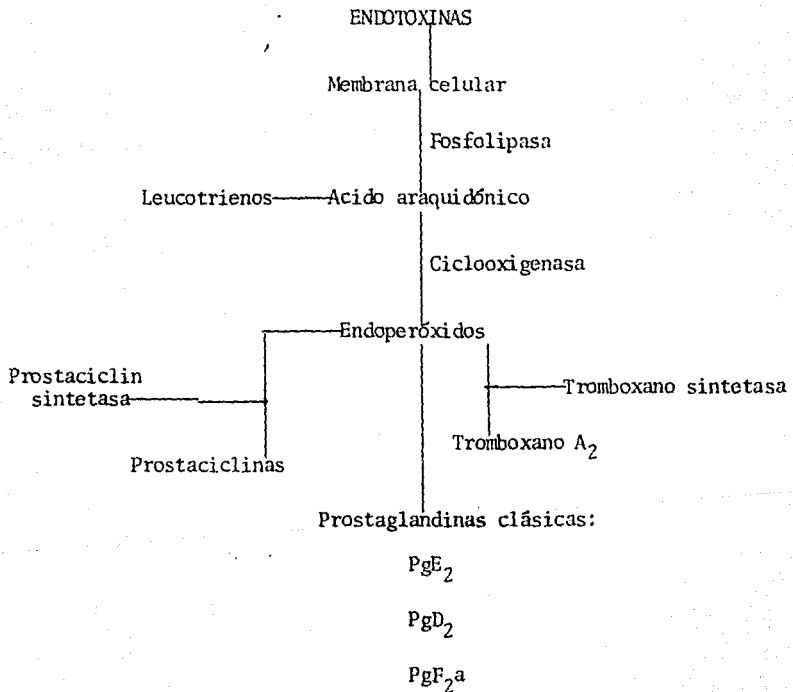 ENDOTOXINAS
Membrana celular
Fosfolipasa
Leucotrienos Acido araquidónico
Ciclooxigenasa
Endoperóxidos
Prostaciclin
sintetasa
Tromboxano sintetasa
Prostaciclinas
Tromboxano A₂
Prostaglandinas clásicas:
PgE₂
PgD₂
PgF₂a